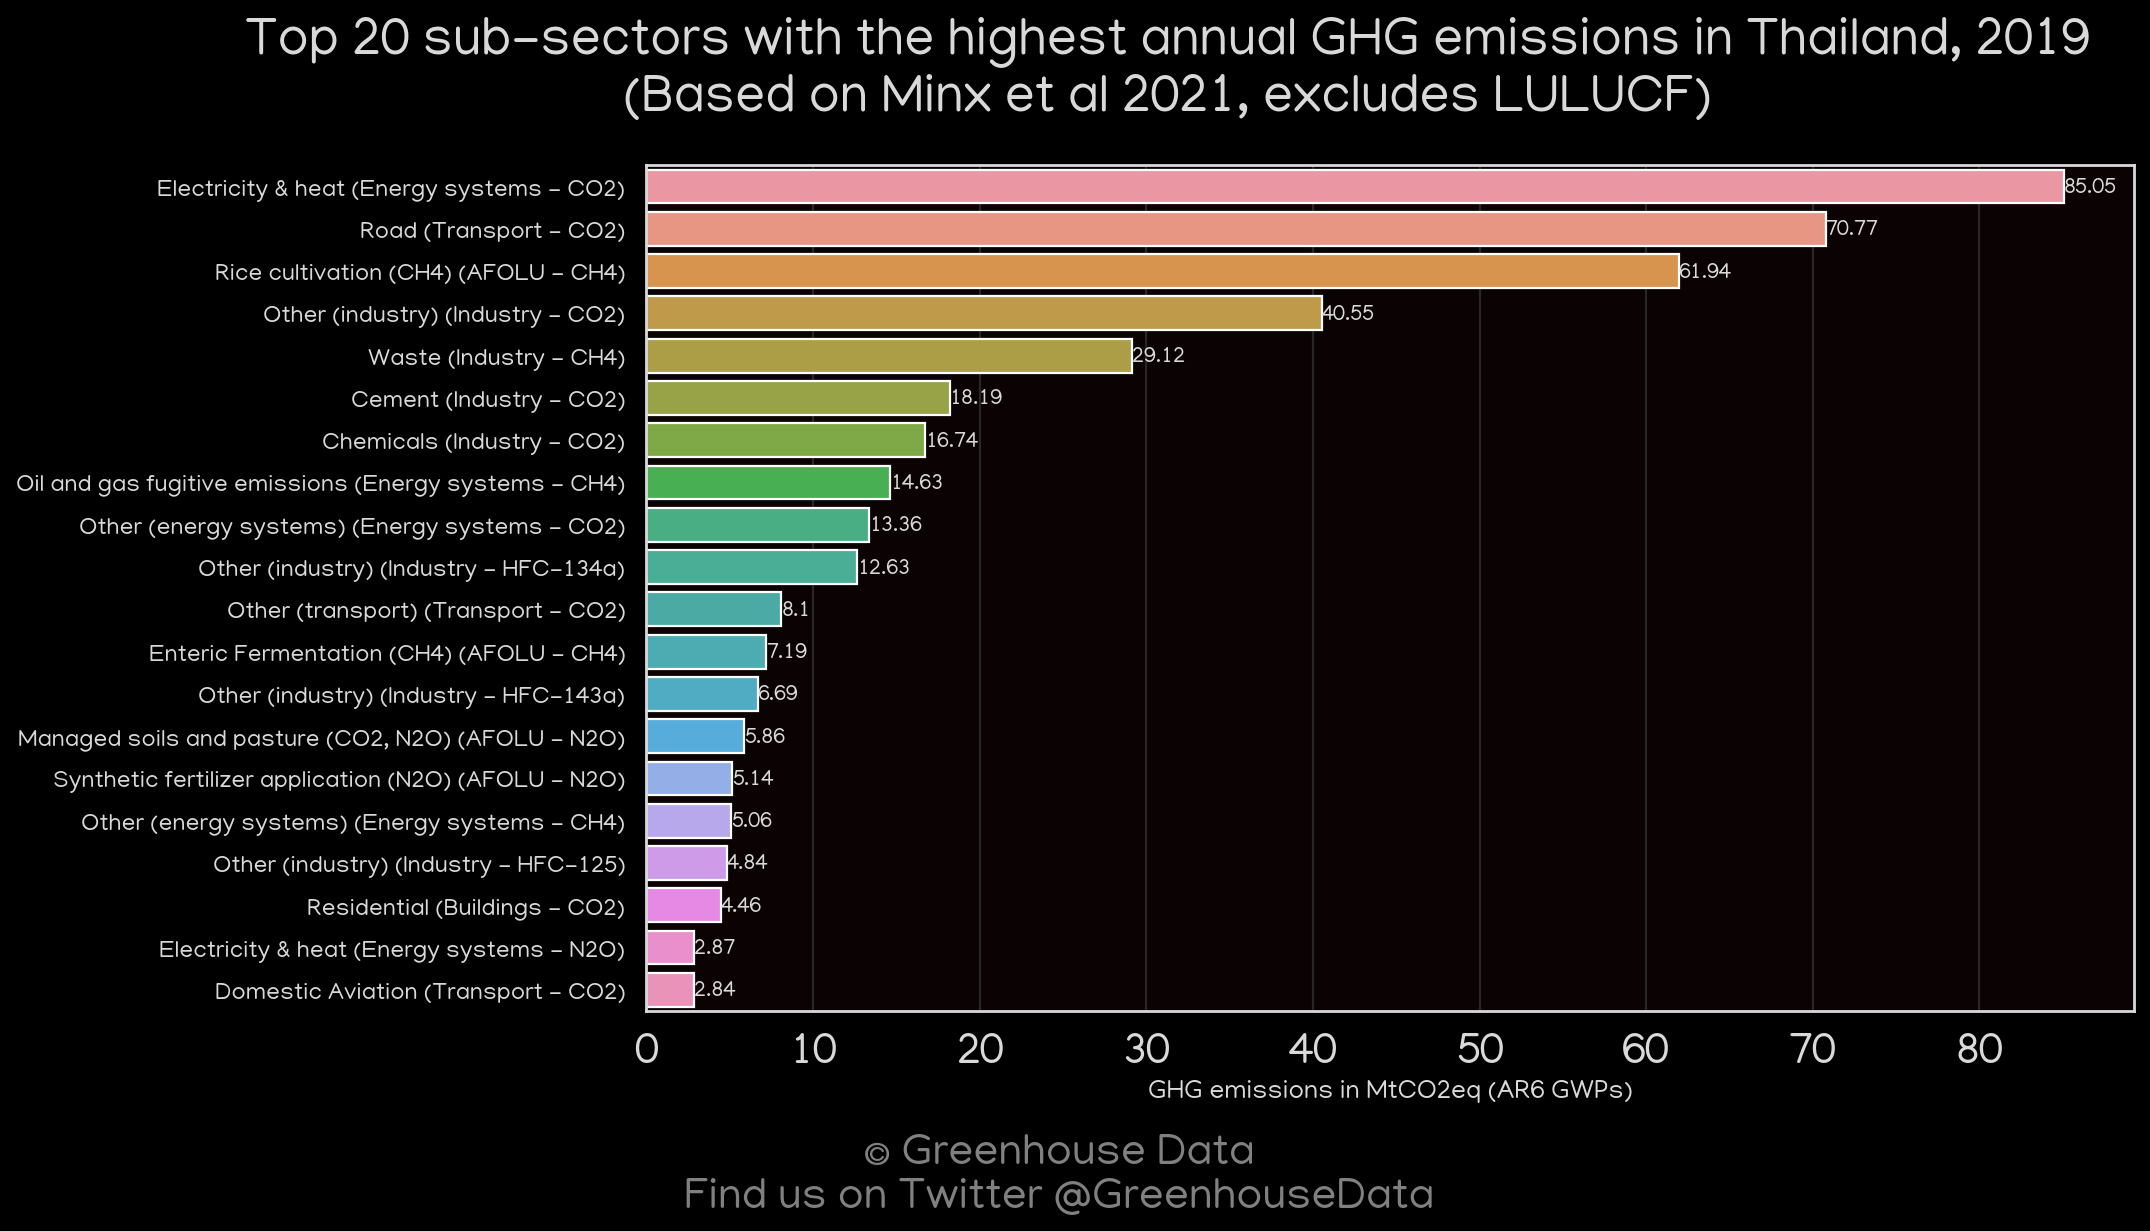 Top 20 sub-sectors with the highest annual GHG emissions in Thailand, 2019
(Based on Minx et al 2021, excludes LULUCF)
Electricity & heat (Energy systems - CO2) 85.05
Road (Transport - CO2) 70.77
Rice cultivation (CH4) (AFOLU - CH4) 61.94
Other (industry) (Industry - CO2) 40.55
Waste (Industry - CH4) 29.12
Cement (Industry - CO2) 18.19
Chemicals (Industry - CO2) 16.74
Oil and gas fugitive emissions (Energy systems - CH4) 14.63
Other (energy systems) (Energy systems - CO2) 13.36
Other (industry) (Industry - HFC-134a) 12.63
Other (transport) (Transport - CO2) 8.1
Enteric Fermentation (CH4) (AFOLU - CH4) 7.19
Other (industry) (Industry - HFC-143a) 6.69
Managed soils and pasture (CO2, N2O) (AFOLU - N2O) 5.86
Synthetic fertilizer application (N2O) (AFOLU - N2O) 5.14
Other (energy systems) (Energy systems - CH4) 5.06
Other (industry) (Industry - HFC-125) 4.84
Residential (Buildings - CO2) 4.46
Electricity & heat (Energy systems - N2O) 2.87
Domestic Aviation (Transport - CO2) 2.84
0 10 20 30 40 50 60 70 80
GHG emissions in MtCO2eq (AR6 GWPs)
© Greenhouse Data
Find us on Twitter @GreenhouseData